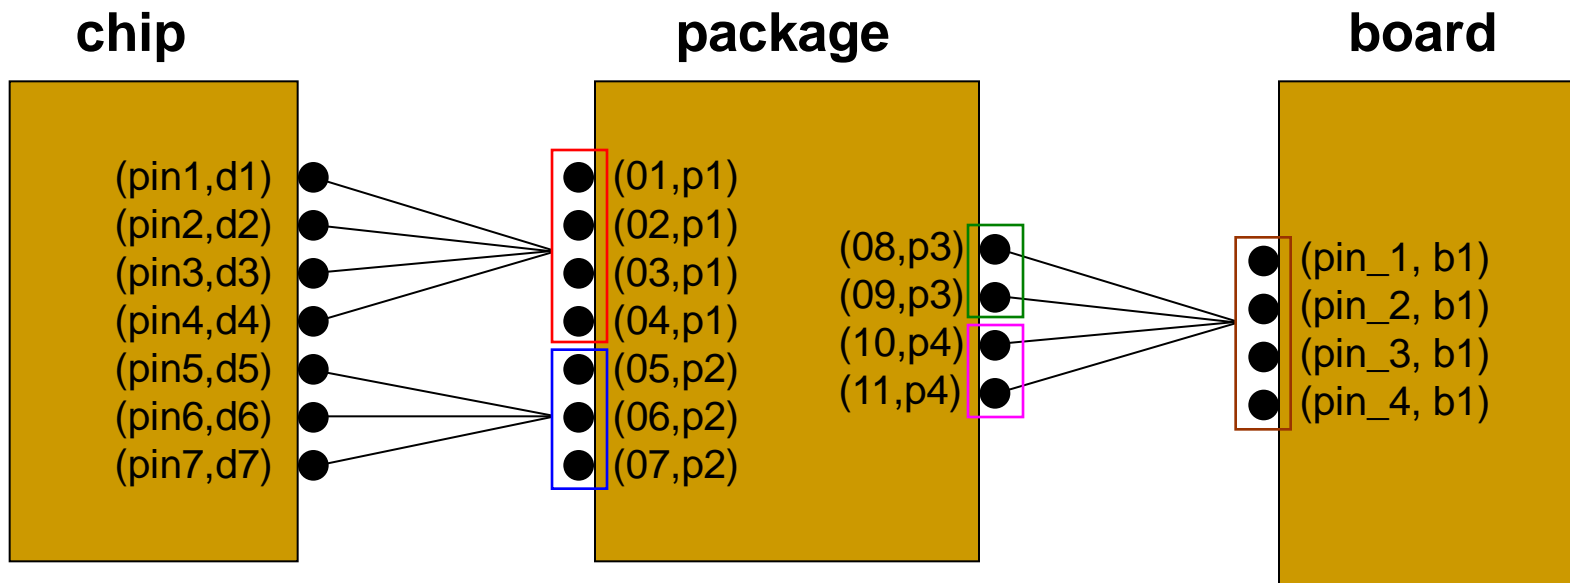 chip
package
board
(pin1,d1)
(pin2,d2)
(pin3,d3)
(pin4,d4)
(pin5,d5)
(pin6,d6)
(pin7,d7)
(01,p1)
(02,p1)
(03,p1)
(04,p1)
(05,p2)
(06,p2)
(07,p2)
(08,p3)
(09,p3)
(10,p4)
(11,p4)
(pin_1, b1)
(pin_2, b1)
(pin_3, b1)
(pin_4, b1)